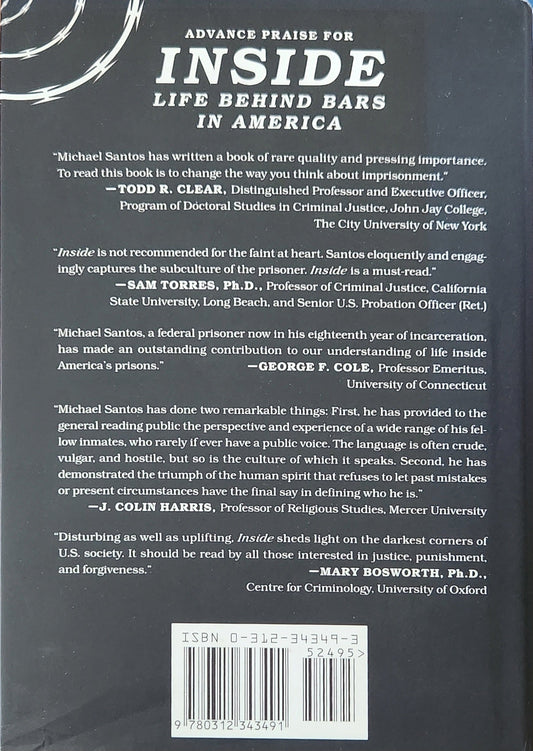 ADVANCE PRAISE FOR
INSIDE
LIFE BEHIND BARS
IN AMERICA
“Michael Santos has written a book of rare quality and pressing importance.
To read this book is to change the way you think about imprisonment.”
—TODD R. CLEAR, Distinguished Professor and Executive Officer,
Program of Doctoral Studies in Criminal Justice, John Jay College,
The City University of New York
“Inside is not recommended for the faint at heart. Santos eloquently and engag-
ingly captures the subculture of the prisoner. Inside is a must-read.”
—SAM TORRES, Ph.D., Professor of Criminal Justice, California
State University, Long Beach, and Senior U.S. Probation Officer (Ret.)
“Michael Santos, a federal prisoner now in his eighteenth year of incarceration,
has made an outstanding contribution to our understanding of life inside
America’s prisons.” —GEORGE F. COLE, Professor Emeritus,
University of Connecticut
“Michael Santos has done two remarkable things: First, he has provided to the
general reading public the perspective and experience of a wide range of his fel-
low inmates, who rarely if ever have a public voice. The language is often crude,
vulgar, and hostile, but so is the culture of which it speaks. Second, he has
demonstrated the triumph of the human spirit that refuses to let past mistakes
or present circumstances have the final say in defining who he is.”
—J. COLIN HARRIS, Professor of Religious Studies, Mercer University
“Disturbing as well as uplifting, Inside sheds light on the darkest corners of
U.S. society. It should be read by all those interested in justice, punishment,
and forgiveness.” —MARY BOSWORTH, Ph.D.,
Centre for Criminology, University of Oxford
ISBN 0-312-34349-3
52495>
9 780312 343491